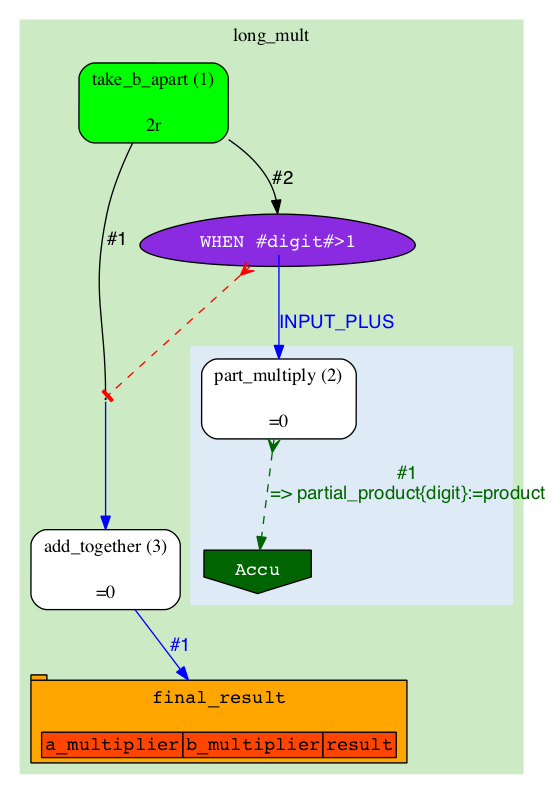 long_mult
take_b_apart (1)
2r
#2
#1
WHEN #digit#>1
INPUT_PLUS
part_multiply (2)
=0
#1
=> partial_product{digit}:=product
add_together (3)
Accu
=0
#1
final_result
a_multiplier b_multiplier result